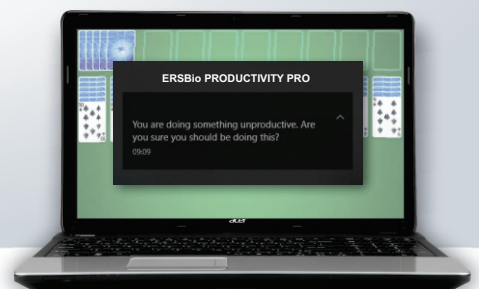 ERSBio PRODUCTIVITY PRO
You are doing something unproductive. Are
you sure you should be doing this?
09:09
acer